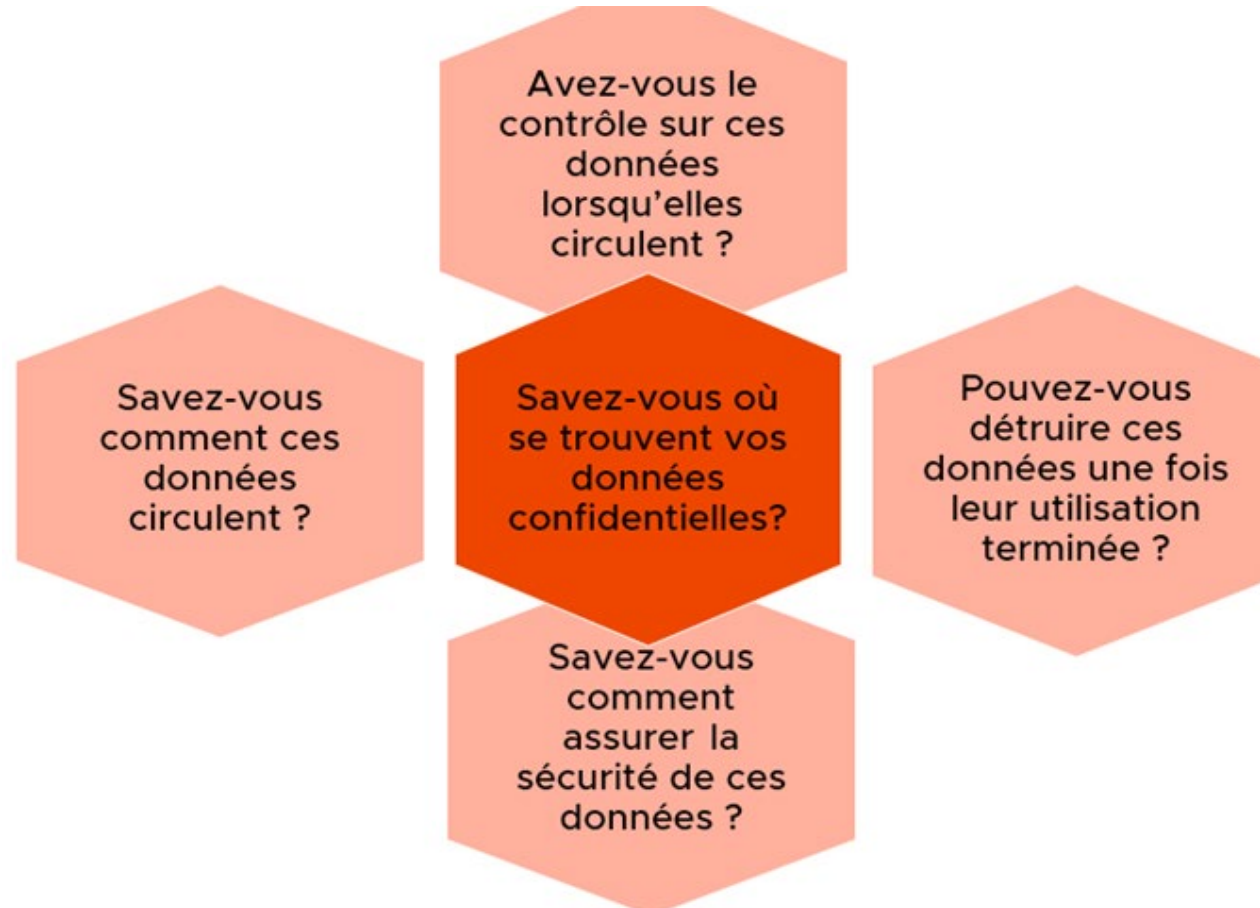 Avez-vous le
contrôle sur ces
données
lorsqu'elles
circulent ?
Savez-vous
comment ces
données
circulent ?
Savez-vous où
se trouvent vos
données
confidentielles?
Pouvez-vous
détruire ces
données une fois
leur utilisation
terminée ?
Savez-vous
comment
assurer la
sécurité de ces
données ?